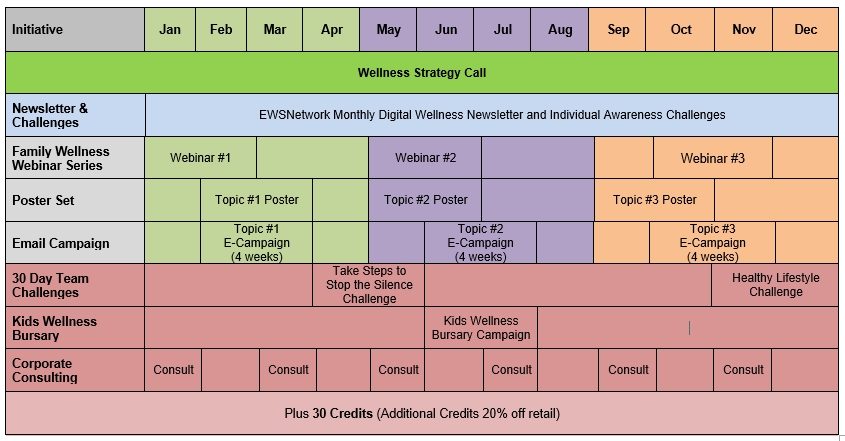 Initiative Jan Feb Mar Apr May Jun Jul Aug Sep Oct Nov Dec
Wellness Strategy Call
Newsletter &
Challenges
EWSNetwork Monthly Digital Wellness Newsletter and Individual Awareness Challenges
Family Wellness
Webinar Series
Webinar #1 Webinar #2 Webinar #3
Poster Set Topic #1 Poster Topic #2 Poster Topic #3 Poster
Email Campaign
Topic #1
E-Campaign
(4 weeks)
Topic #2
E-Campaign
(4 weeks)
Topic #3
E-Campaign
(4 weeks)
30 Day Team
Challenges
Take Steps to
Stop the Silence
Challenge
Healthy Lifestyle
Challenge
Kids Wellness
Bursary
Kids Wellness
Bursary Campaign
Corporate
Consulting
Consult Consult Consult Consult Consult Consult
Plus 30 Credits (Additional Credits 20% off retail)